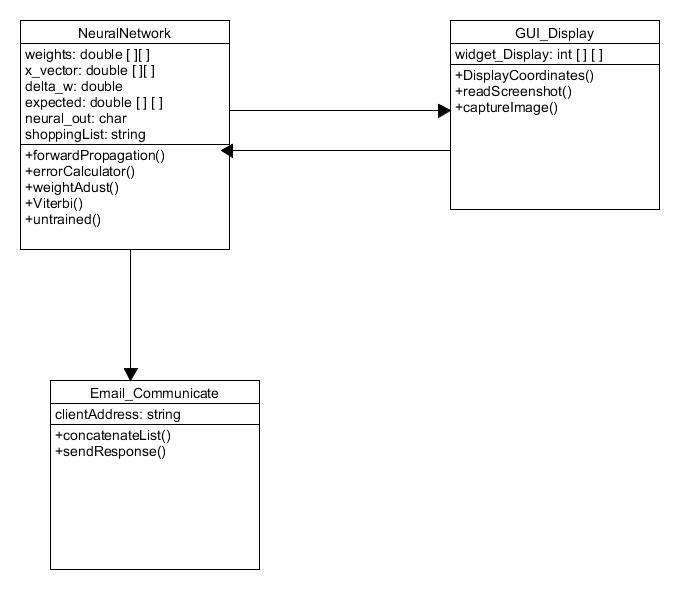 NeuralNetwork
weights: double [ ][ ]
x_vector: double [ ][ ]
delta_w: double
expected: double [ ] [ ]
neural_out: char
shoppingList: string
+forwardPropagation()
+errorCalculator()
+weightAdust()
+Viterbi()
+untrained()
GUI_Display
widget_Display: int [ ] [ ]
+DisplayCoordinates()
+readScreenshot()
+captureImage()
Email_Communicate
clientAddress: string
+concatenateList()
+sendResponse()